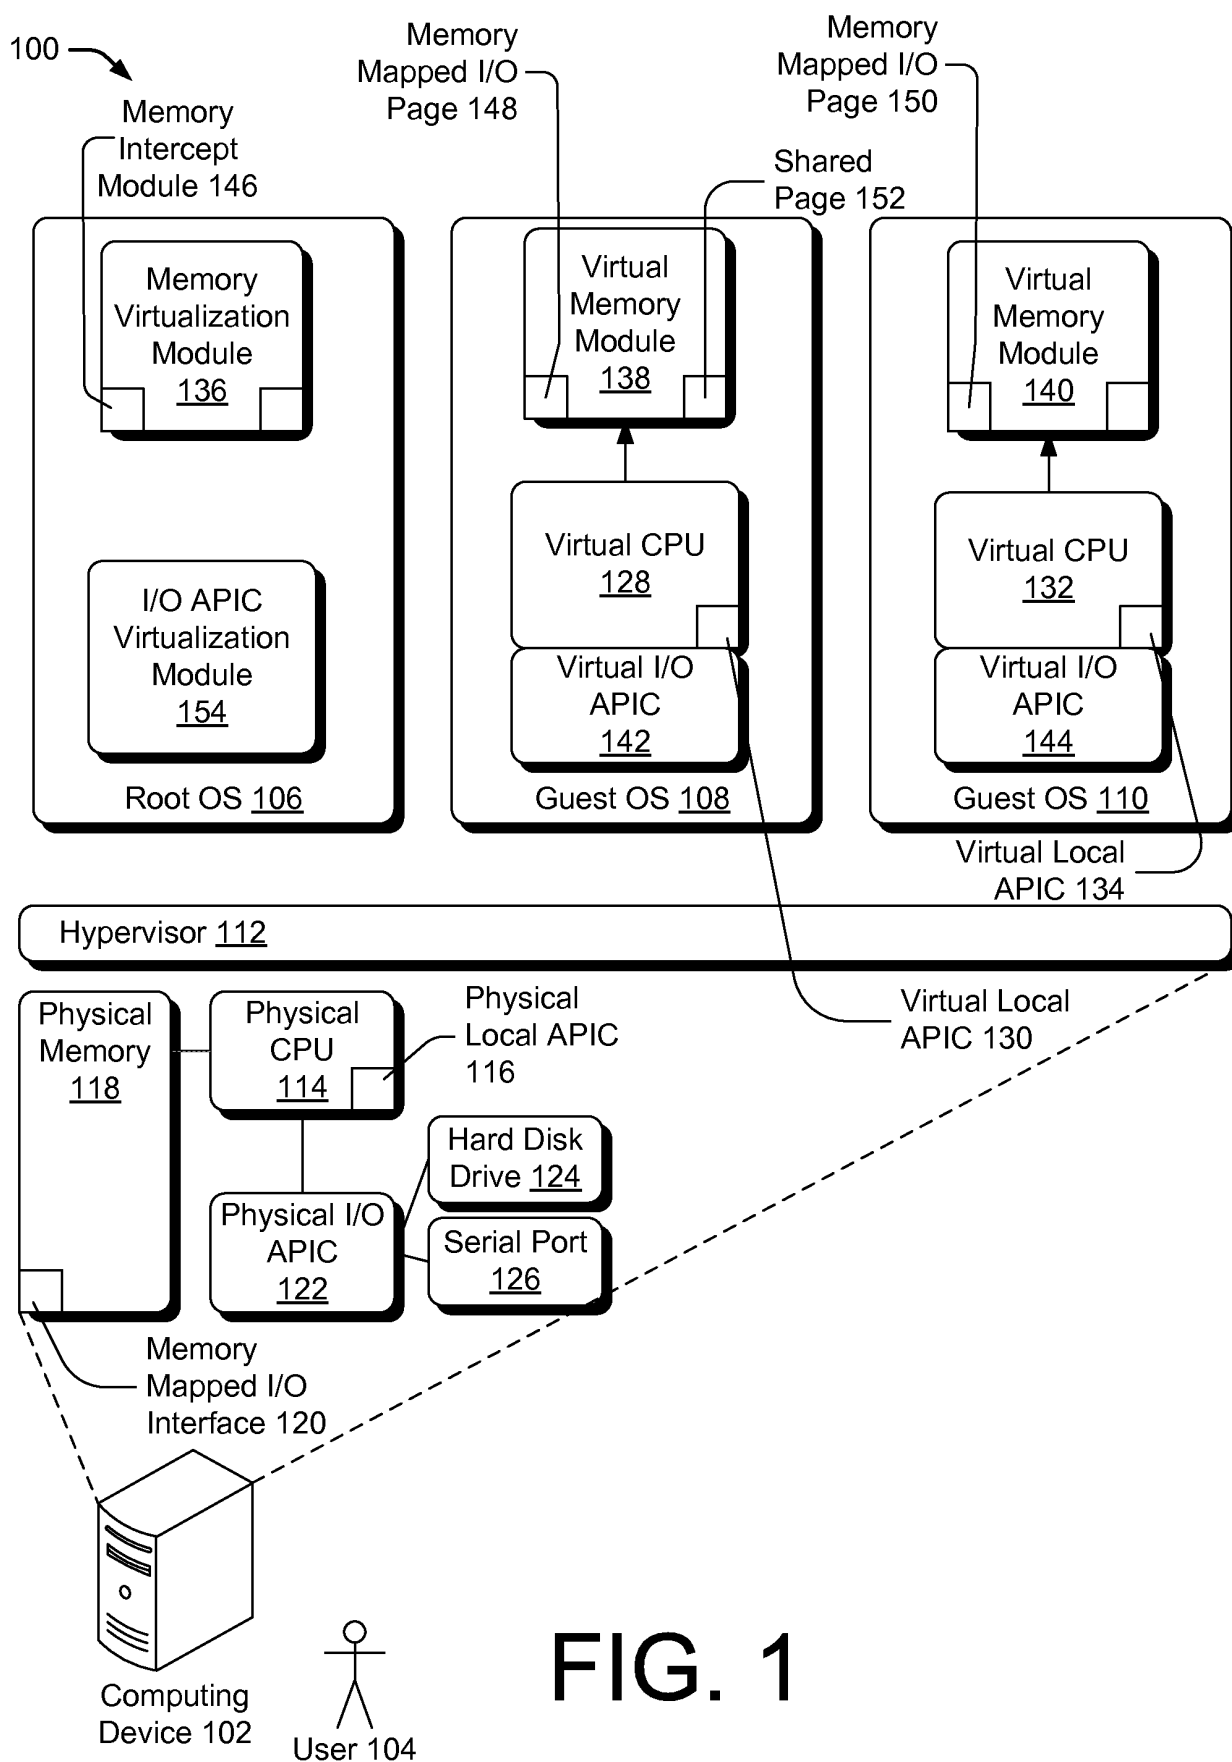 100
Memory
Intercept
Module 146
Memory
Mapped I/O
Page 148
Shared
Page 152
Memory
Mapped I/O
Page 150
Memory
Virtualization
Module
136
I/O APIC
Virtualization
Module
154
Root OS 106
Virtual
Memory
Module
138
Virtual CPU
128
Virtual I/O
APIC
142
Guest OS 108
Virtual
Memory
Module
140
Virtual CPU
132
Virtual I/O
APIC
144
Guest OS 110
Virtual Local
APIC 134
Hypervisor 112
Physical
Memory
118
Physical
CPU
114
Physical
Local APIC
116
Virtual Local
APIC 130
Hard Disk
Drive 124
Physical I/O
APIC
122
Serial Port
126
Memory
Mapped I/O
Interface 120
Computing
Device 102
User 104
FIG. 1